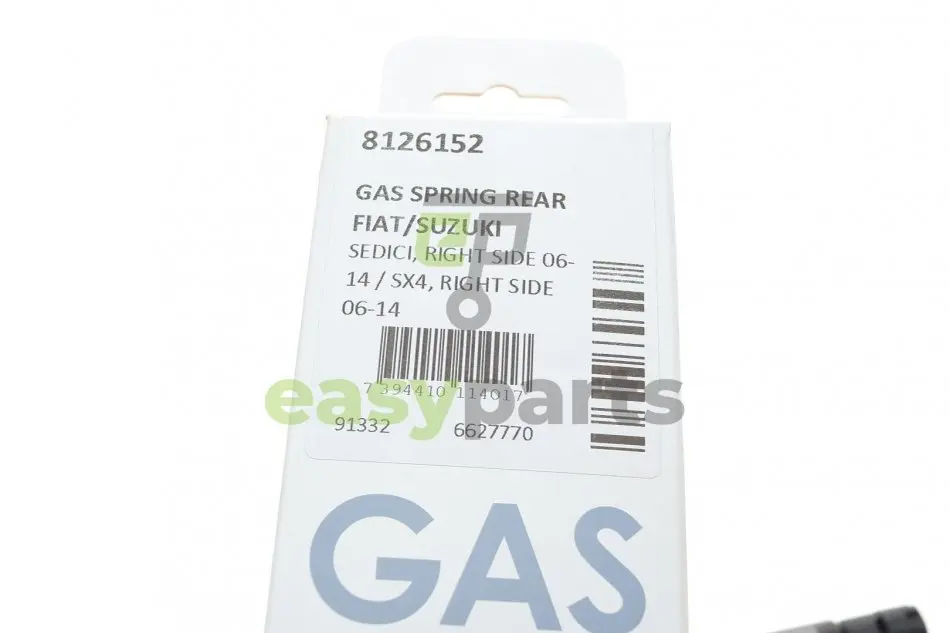 8126152
GAS SPRING REAR
FIAT/SUZUKI
SEDICI, RIGHT SIDE 06-
14 / SX4, RIGHT SIDE
06-14
7 394410 114017
easyparts
91332 6627770
GAS